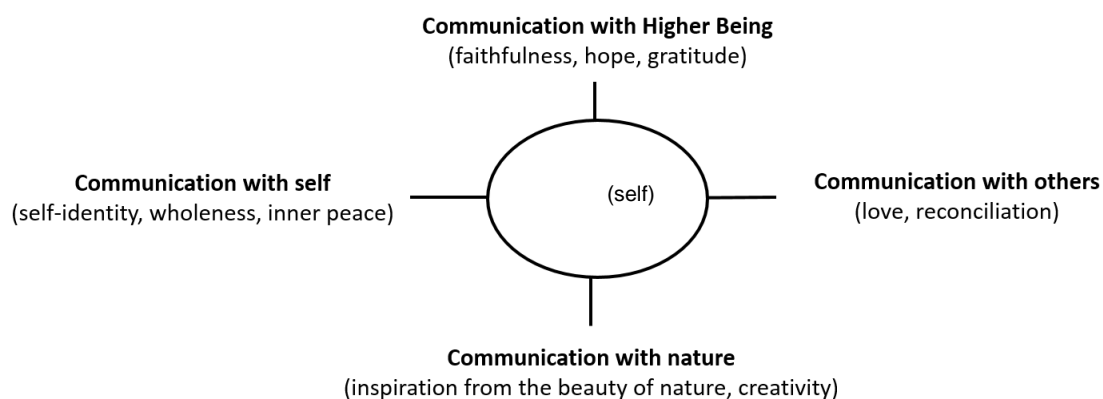 Communication with Higher Being
(faithfulness, hope, gratitude)
Communication with self
(self-identity, wholeness, inner peace)
(self)
Communication with others
(love, reconciliation)
Communication with nature
(inspiration from the beauty of nature, creativity)